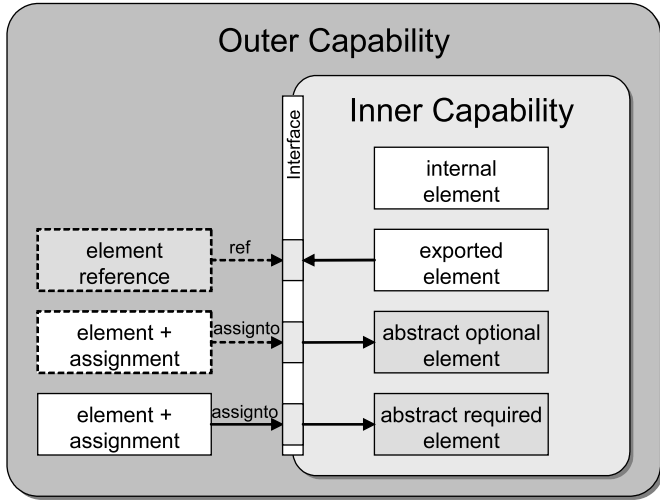 Outer Capability
Inner Capability
Interface
internal
element
element
reference
ref
exported
element
element +
assignment
assignto
abstract optional
element
element +
assignment
assignto
abstract required
element